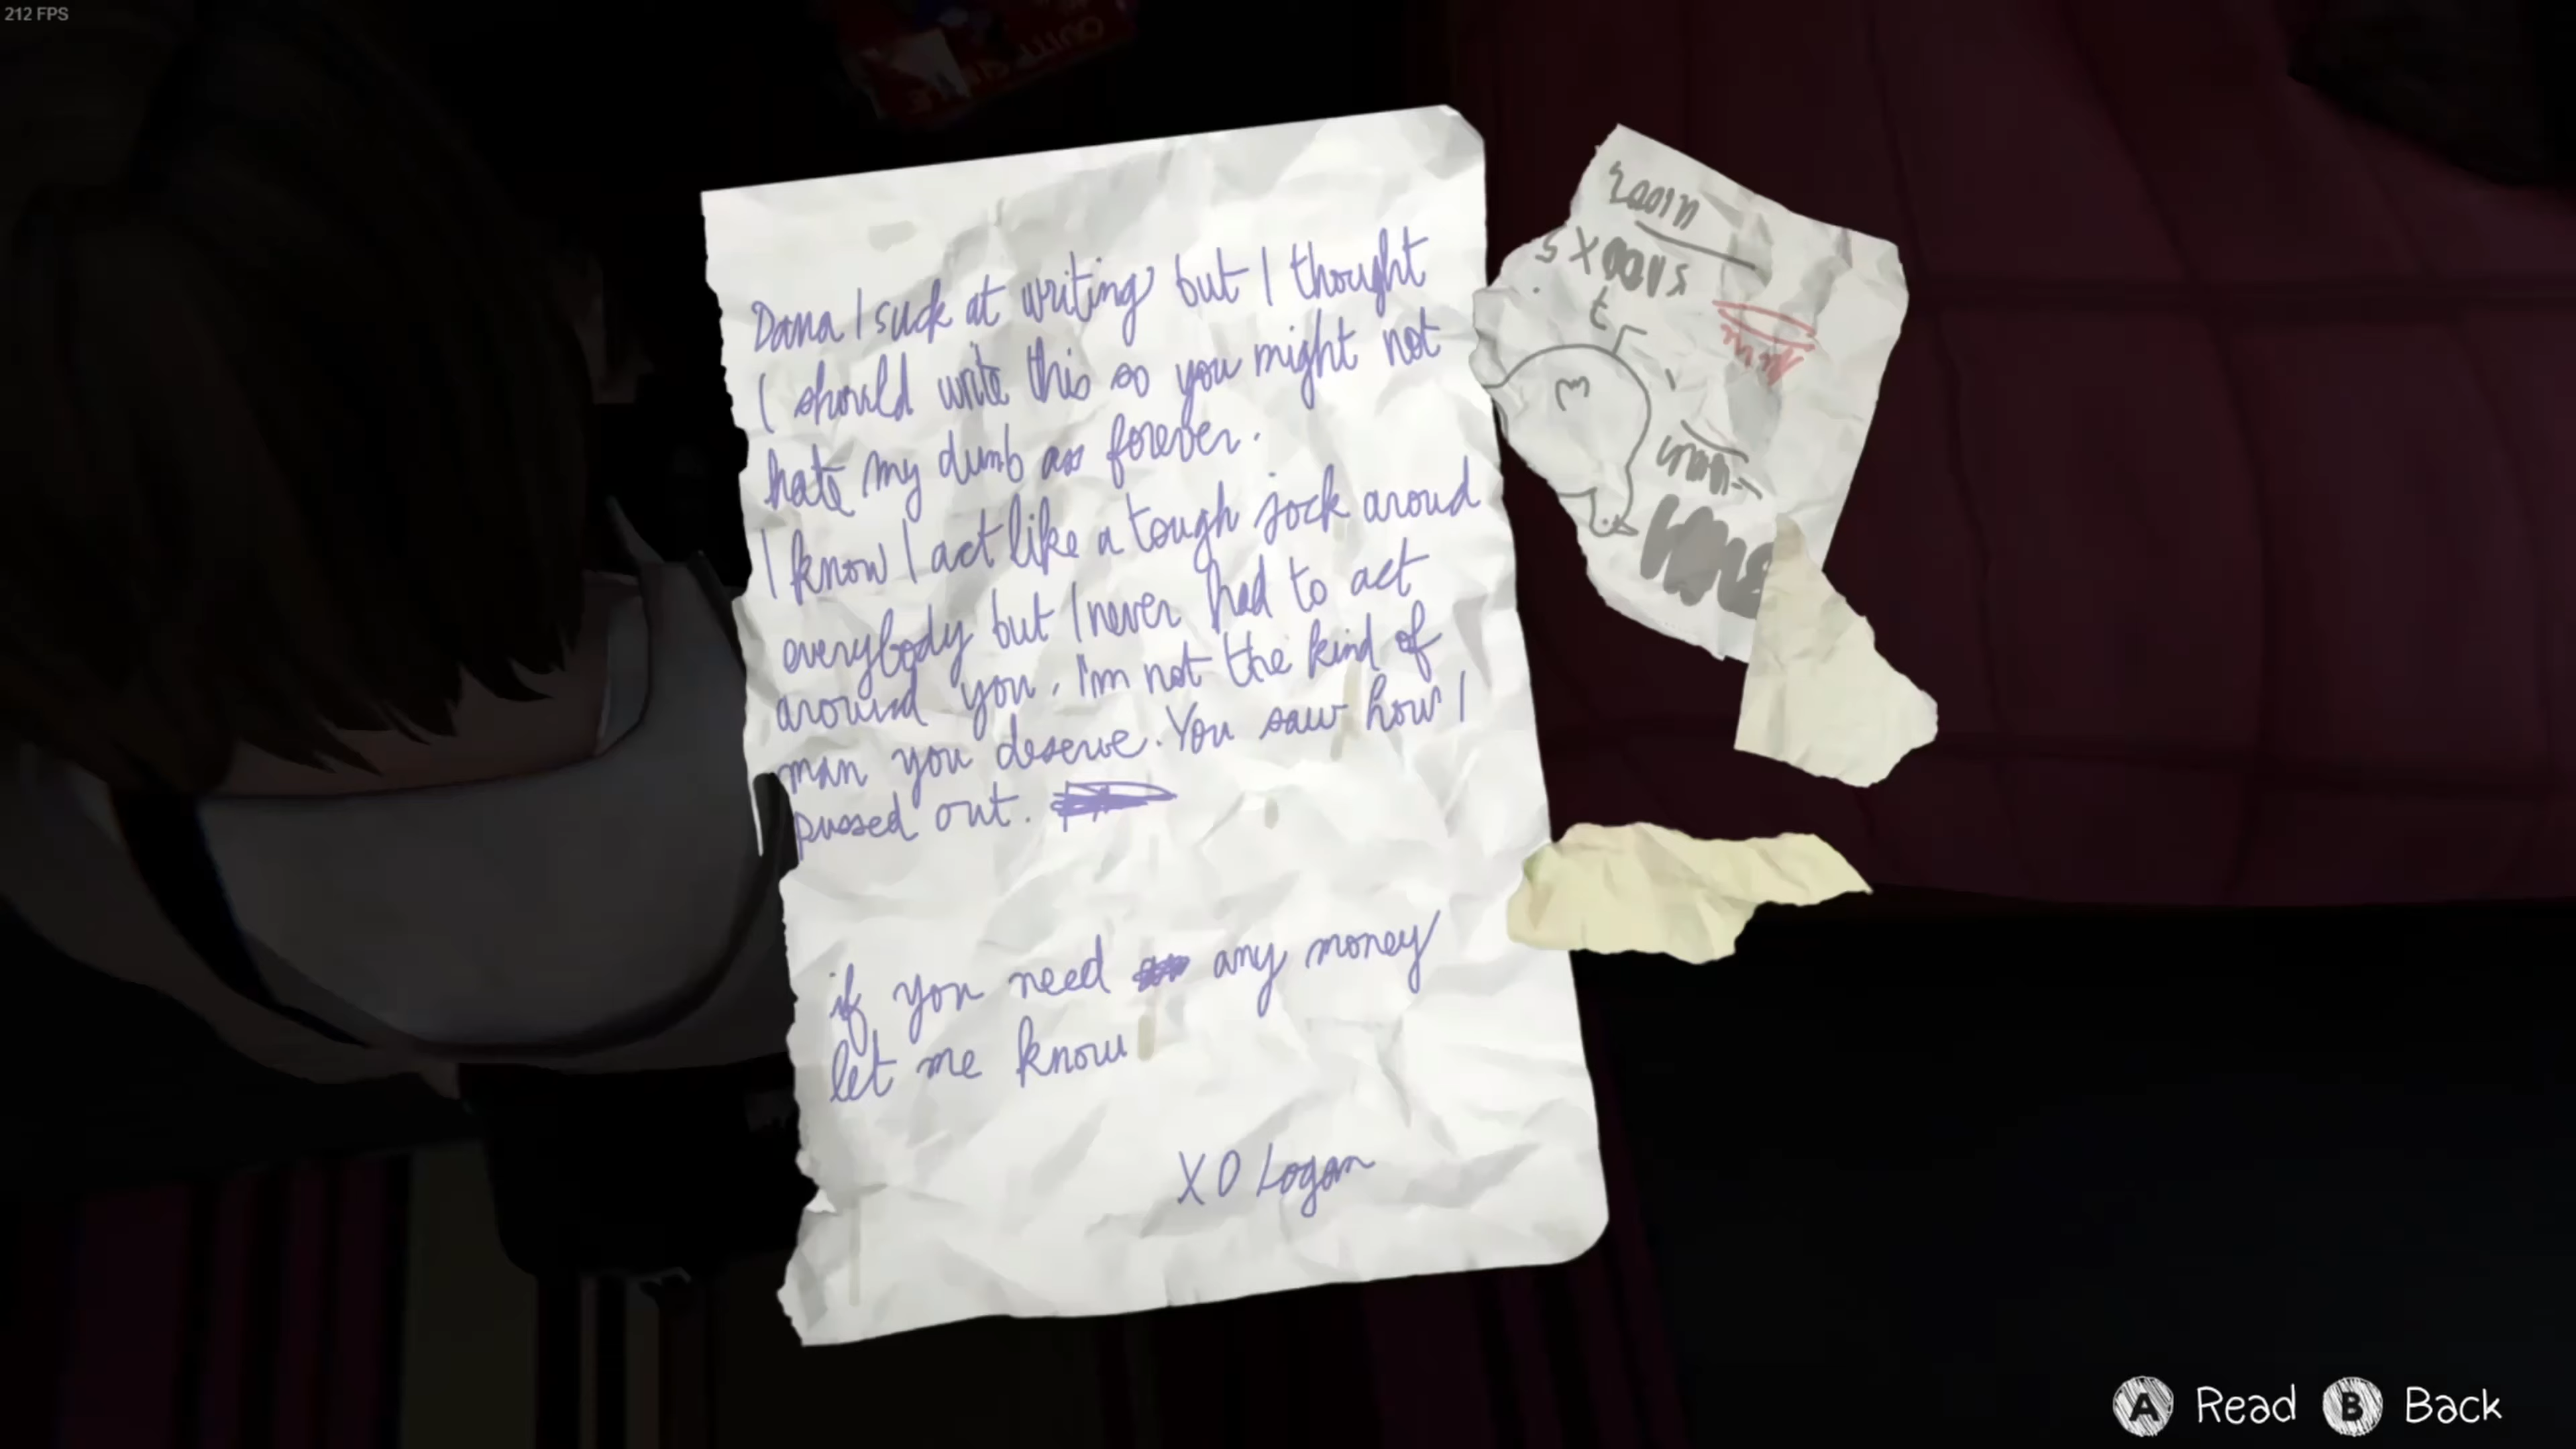 212 FPS
Dana I suck at writing but I thought
I should write this so you might not
hate my dumb ass forever.
I know I act like a tough jock aroud
everybody but I never had to act
around you, I'm not the kind of
man you deserve. You saw how I
pussed out.
if you need any money
let me know
XO Logan
A Read B Back